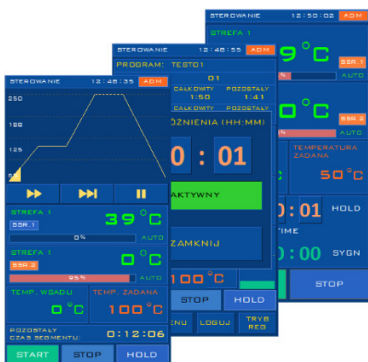 STEROWANIE 12:50:02 ADM
STREFA 1
9°C
SSR.1
%
AUTO
0°C
SSR.2
%
AUTO
TEMPERATURA
ZADANA
50°C
:01 HOLD
TIME
:00 SYGN
STOP
STEROWANIE 12:48:55 ADM
PROGRAM: TEST01
01
CAŁKOWITY POZOSTAŁY
1:50 1:41
CAŁKOWITY POZOSTAŁY
ÓŹNIENIA (HH:MM)
0 : 01
AKTYWNY
ZAMKNIJ
100°C
STOP HOLD
ENU LOGUJ TRYB
REG
STEROWANIE 12:48:35 ADM
250
188
125
STREFA 1
SSR.1
39°C
0% AUTO
STREFA 1
SSR.2
0°C
95% AUTO
TEMP. WSADU TEMP. ZADANA
0°C 100°C
POZOSTAŁY
CZAS SEGMENTU: 0:12:06
START STOP HOLD